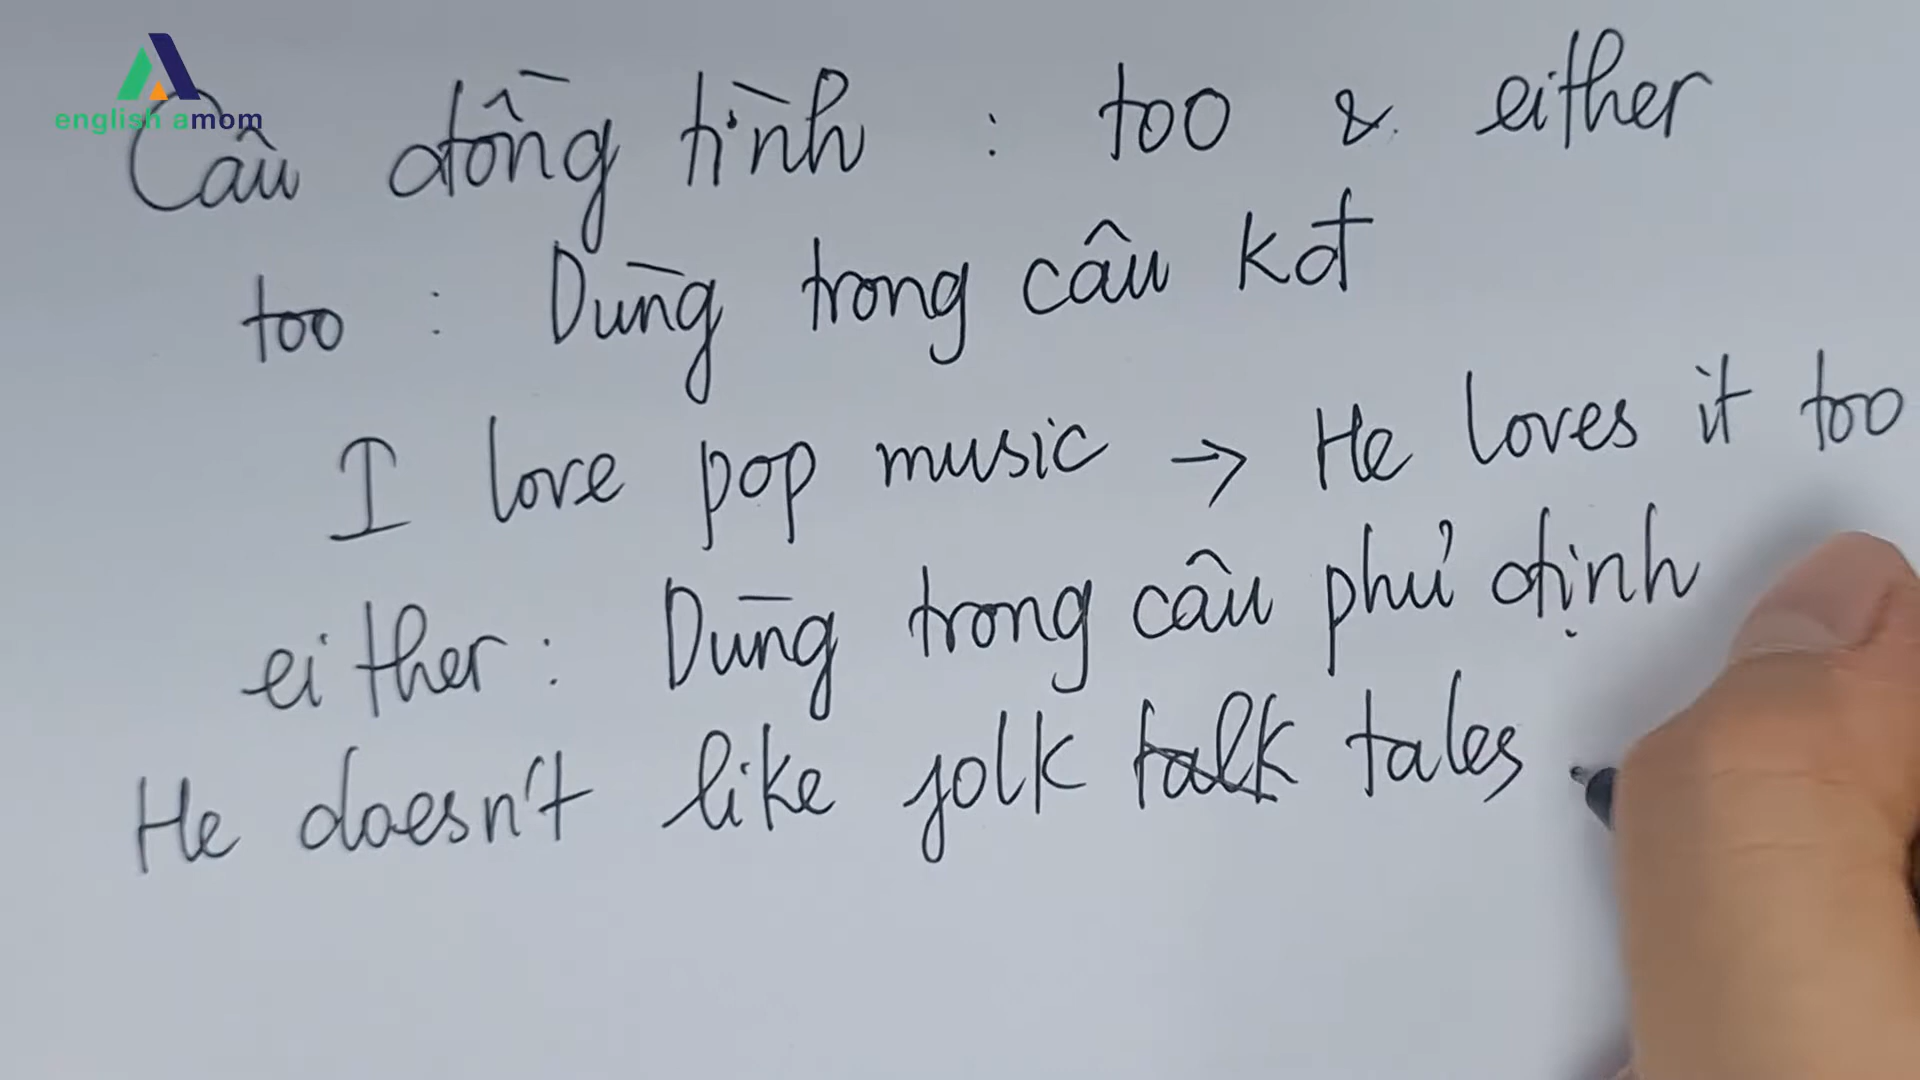 english amom
Câu đồng tình : too & either
too : Dùng trong câu kđ
I love pop music → He loves it too
either : Dùng trong câu phủ định
He doesn't like folk talk tales